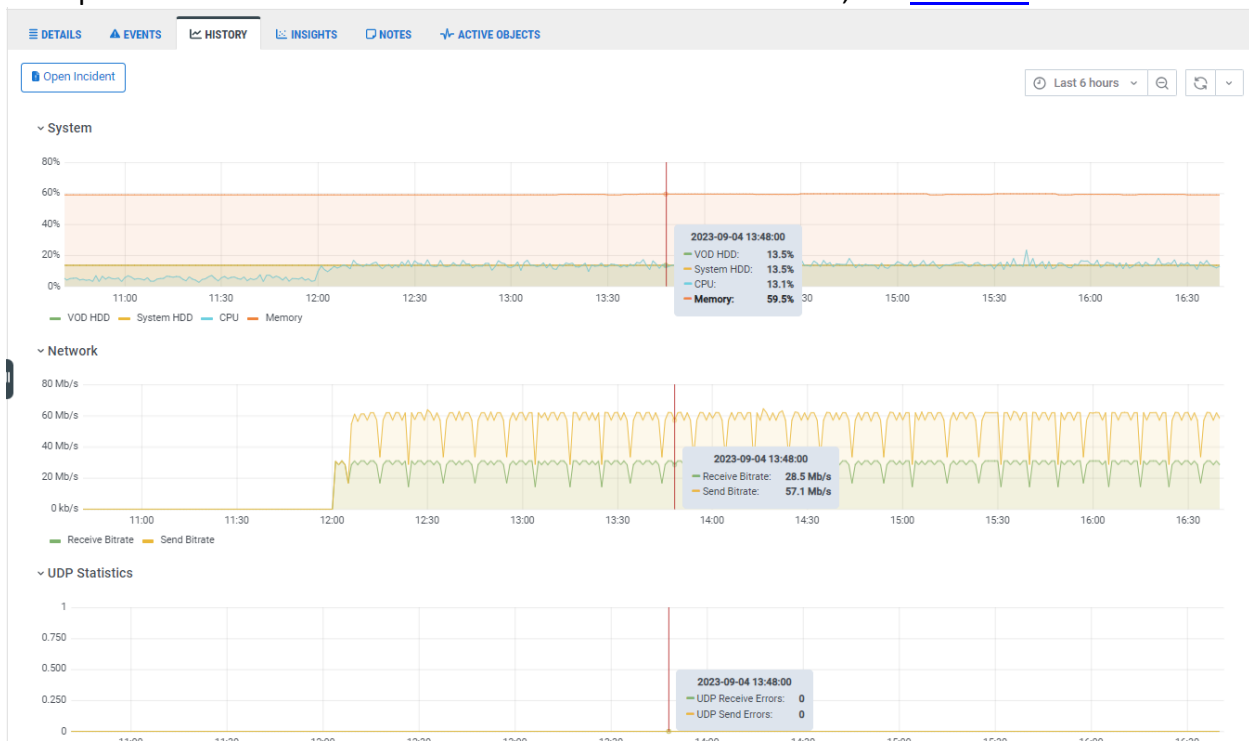 DETAILS EVENTS HISTORY INSIGHTS NOTES ACTIVE OBJECTS
Open Incident
Last 6 hours
System
80%
60%
40%
20%
0%
2023-09-04 13:48:00
VOD HDD: 13.5%
System HDD: 13.5%
CPU: 13.1%
Memory: 59.5%
11:00 11:30 12:00 12:30 13:00 13:30 30 15:00 15:30 16:00 16:30
VOD HDD System HDD CPU Memory
Network
80 Mb/s
60 Mb/s
40 Mb/s
20 Mb/s
0 kb/s
2023-09-04 13:48:00
Receive Bitrate: 28.5 Mb/s
Send Bitrate: 57.1 Mb/s
11:00 11:30 12:00 12:30 13:00 13:30 14:00 14:30 15:00 15:30 16:00 16:30
Receive Bitrate Send Bitrate
UDP Statistics
1
0.750
0.500
0.250
0
2023-09-04 13:48:00
UDP Receive Errors: 0
UDP Send Errors: 0